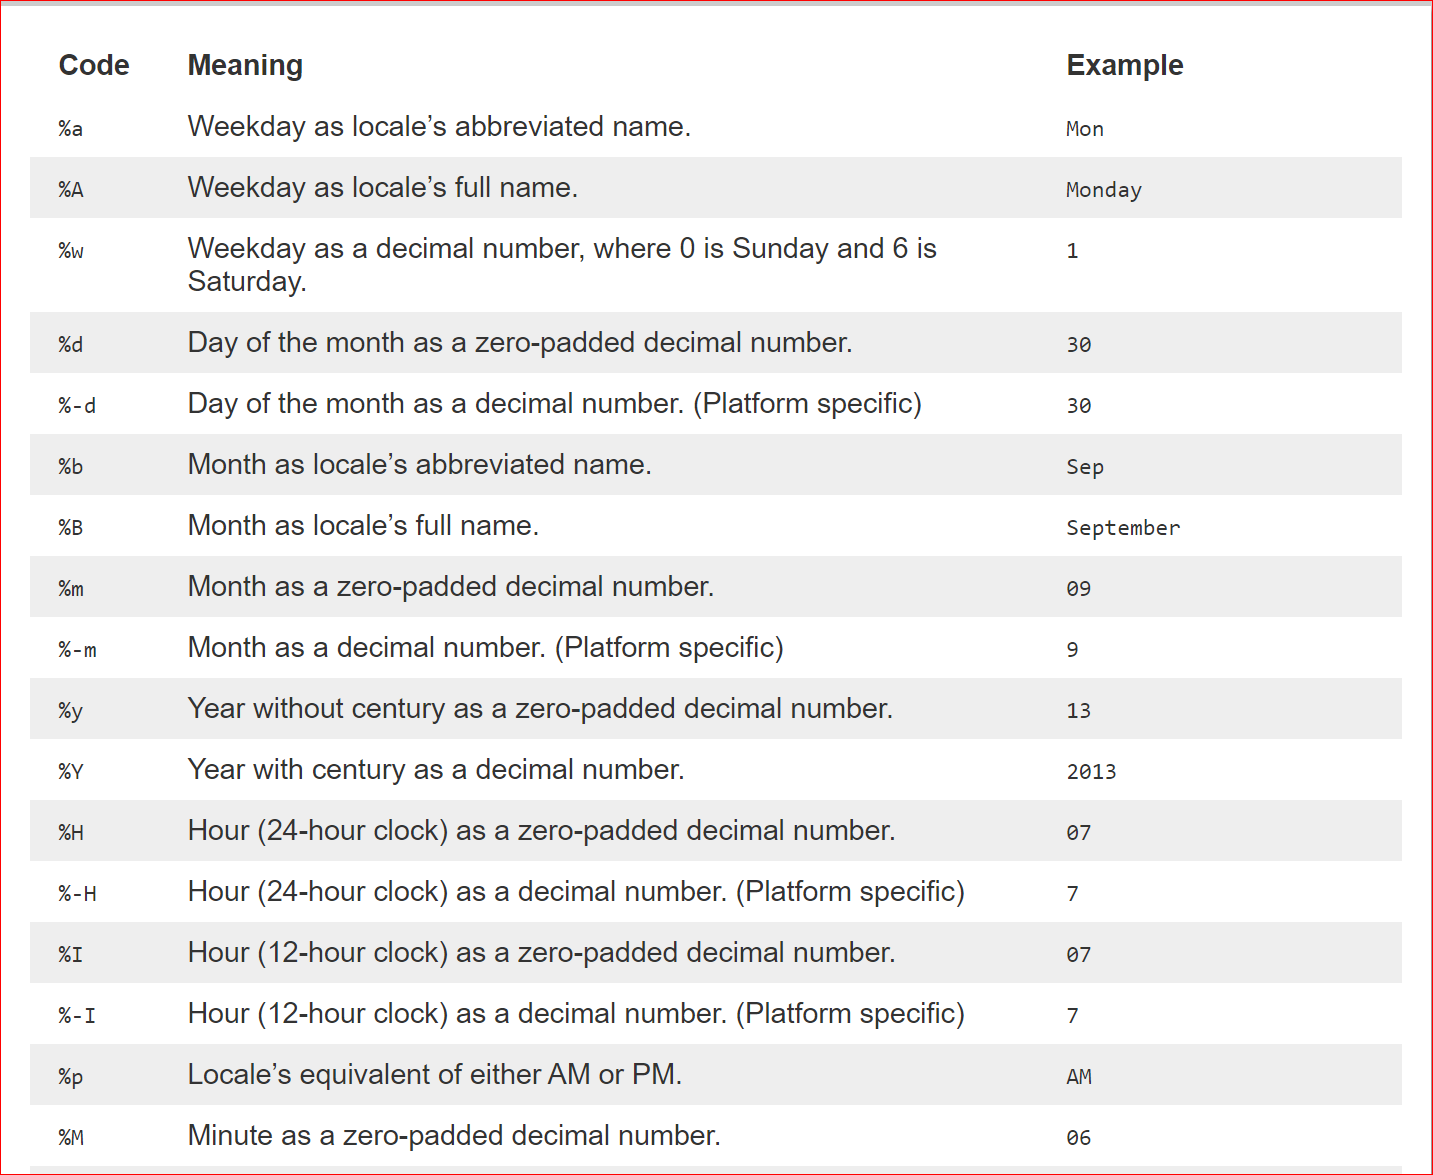 Code Meaning Example
%a Weekday as locale’s abbreviated name. Mon
%A Weekday as locale’s full name. Monday
%w Weekday as a decimal number, where 0 is Sunday and 6 is 1
Saturday.
%d Day of the month as a zero-padded decimal number. 30
%-d Day of the month as a decimal number. (Platform specific) 30
%b Month as locale’s abbreviated name. Sep
%B Month as locale’s full name. September
%m Month as a zero-padded decimal number. 09
%-m Month as a decimal number. (Platform specific) 9
%y Year without century as a zero-padded decimal number. 13
%Y Year with century as a decimal number. 2013
%H Hour (24-hour clock) as a zero-padded decimal number. 07
%-H Hour (24-hour clock) as a decimal number. (Platform specific) 7
%I Hour (12-hour clock) as a zero-padded decimal number. 07
%-I Hour (12-hour clock) as a decimal number. (Platform specific) 7
%p Locale’s equivalent of either AM or PM. AM
%M Minute as a zero-padded decimal number. 06